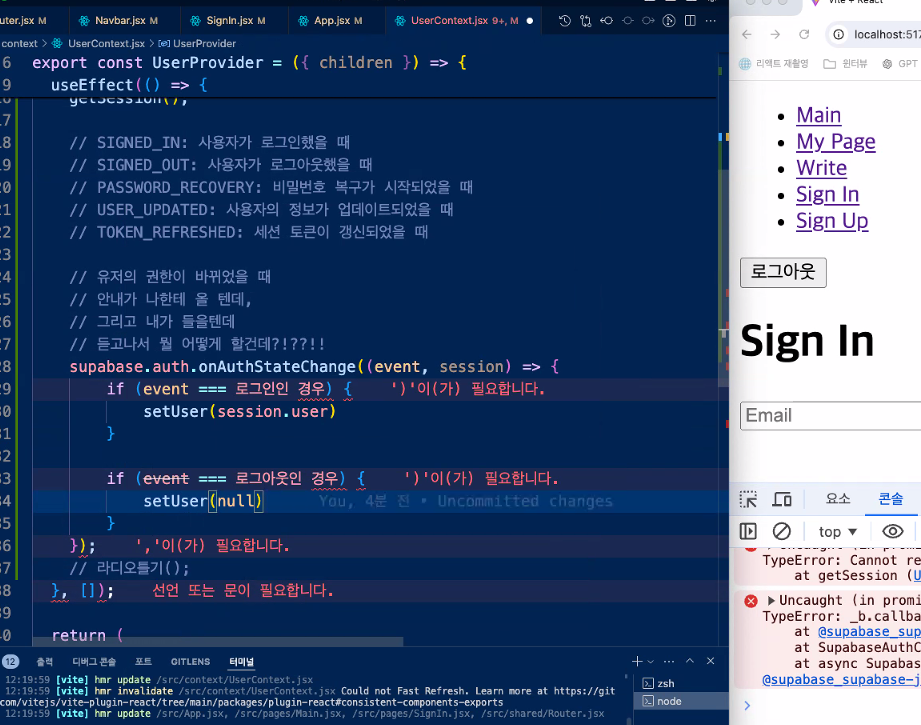 uter.jsx M Navbar.jsx M SignIn.jsx M App.jsx M UserContext.jsx 9+, M
context > UserContext.jsx > UserProvider
6 export const UserProvider = ({ children }) => {
9 useEffect(() => {
getSession();
17
18 // SIGNED_IN: 사용자가 로그인했을 때
19 // SIGNED_OUT: 사용자가 로그아웃했을 때
20 // PASSWORD_RECOVERY: 비밀번호 복구가 시작되었을 때
21 // USER_UPDATED: 사용자의 정보가 업데이트되었을 때
22 // TOKEN_REFRESHED: 세션 토큰이 갱신되었을 때
23
24 // 유저의 권한이 바뀌었을 때
25 // 안내가 나한테 올 텐데,
26 // 그리고 내가 들을텐데
27 // 듣고나서 뭘 어떻게 할건데?!??!!
28 supabase.auth.onAuthStateChange((event, session) => {
29 if (event === 로그인인 경우) { ')'이(가) 필요합니다.
30 setUser(session.user)
31 }
32
33 if (event === 로그아웃인 경우) { ')'이(가) 필요합니다.
34 setUser(null) You, 4분 전 • Uncommitted changes
35 }
36 }); ','이(가) 필요합니다.
37 // 라디오틀기();
38 }, []); 선언 또는 문이 필요합니다.
39
40 return (
12 출력 디버그 콘솔 포트 GITLENS 터미널
12:19:59 [vite] hmr update /src/context/UserContext.jsx
12:19:59 [vite] hmr invalidate /src/context/UserContext.jsx Could not Fast Refresh. Learn more at https://git
com/vitejs/vite-plugin-react/tree/main/packages/plugin-react#consistent-components-exports
12:19:59 [vite] hmr update /src/App.jsx, /src/pages/Main.jsx, /src/pages/SignIn.jsx, /src/shared/Router.jsx
zsh
node
Vite + React
localhost:517
리액트 재촬영 원터뷰 GPT
Main
My Page
Write
Sign In
Sign Up
로그아웃
Sign In
Email
요소 콘솔
top ▼
Uncaught (in promi
TypeError: Cannot re
at getSession (U
Uncaught (in promi
TypeError: _b.callba
at @supabase_sup
at SupabaseAuthC
at async Supabas
@supabase_supabase-j